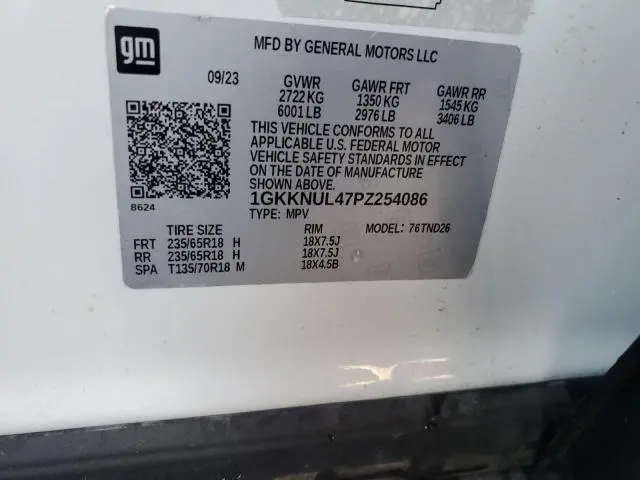 gm
MFD BY GENERAL MOTORS LLC
09/23 GVWR GAWR FRT GAWR RR
2722 KG 1350 KG 1545 KG
6001 LB 2976 LB 3406 LB
THIS VEHICLE CONFORMS TO ALL
APPLICABLE U.S. FEDERAL MOTOR
VEHICLE SAFETY STANDARDS IN EFFECT
ON THE DATE OF MANUFACTURE
SHOWN ABOVE.
8624
1GKKNUL47PZ254086
TYPE: MPV MODEL: 76TND26
TIRE SIZE RIM
FRT 235/65R18 H 18X7.5J
RR 235/65R18 H 18X7.5J
SPA T135/70R18 M 18X4.5B